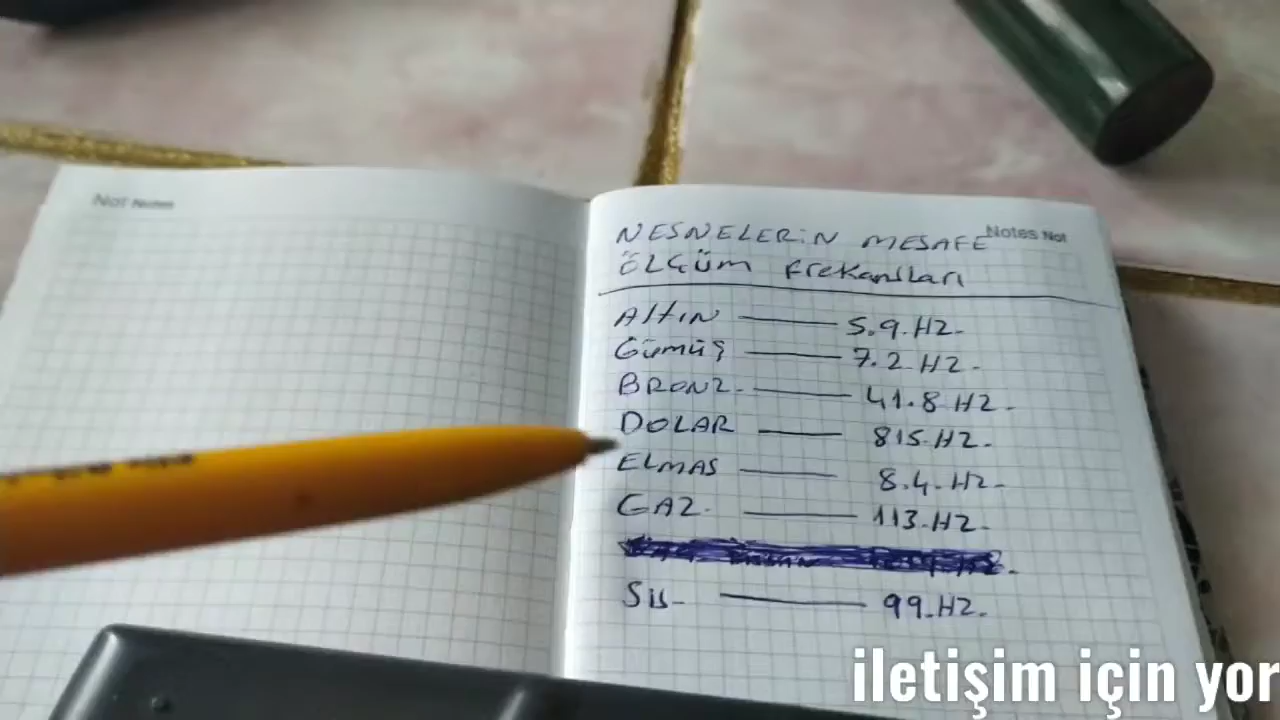 Not Notes
Notes Not
NESNELERİN MESAFE
ÖLÇÜM frekansları
Altın 5.9.HZ-
Gümüş 7.2.HZ-
BRONZ- 41.8 HZ-
DOLAR 815.HZ-
ELMAS 8.4.HZ-
GAZ- 113-HZ-
Sis- 99-HZ-
iletişim için yor